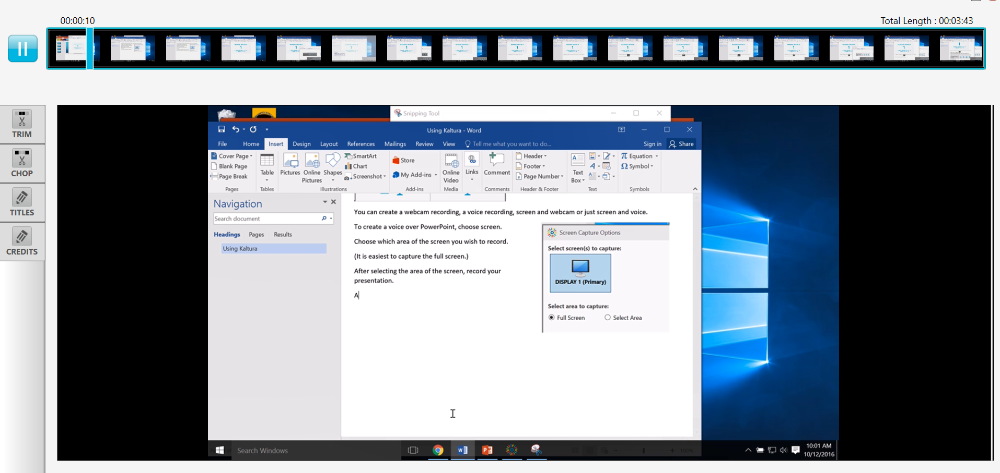 00:00:10
Total Length : 00:03:43
TRIM
CHOP
TITLES
CREDITS
Snipping Tool
Using Kaltura - Word
File Home Insert Design Layout References Mailings Review View Tell me what you want to do... Sign in Share
Cover Page
Blank Page
Page Break
Pages
Table
Tables
Pictures
Online Pictures
Shapes
SmartArt
Chart
Screenshot
Illustrations
Store
My Add-ins
Add-ins
Online Video
Media
Links
Comment
Comments
Header
Footer
Page Number
Header & Footer
Text Box
Text
Equation
Symbol
Symbols
Navigation
Search document
Headings Pages Results
Using Kaltura
You can create a webcam recording, a voice recording, screen and webcam or just screen and voice.
To create a voice over PowerPoint, choose screen.
Choose which area of the screen you wish to record.
(It is easiest to capture the full screen.)
After selecting the area of the screen, record your
presentation.
A
Screen Capture Options
Select screen(s) to capture:
DISPLAY 1 (Primary)
Select area to capture:
Full Screen Select Area
Search Windows
100%
10:01 AM
10/12/2016